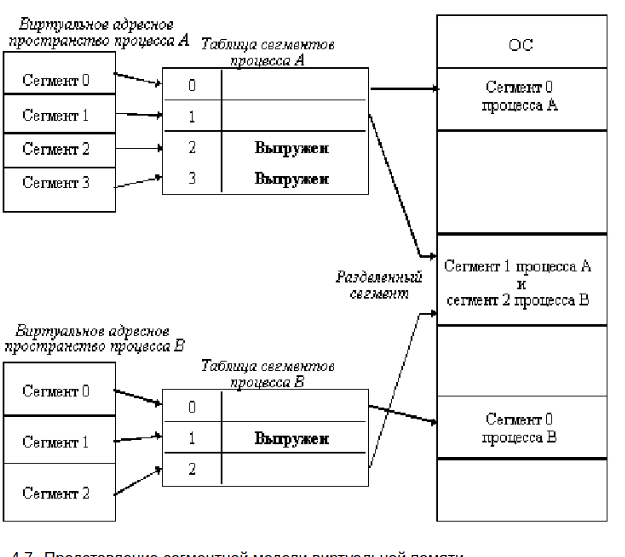 Виртуальное адресное
пространство процесса А
Таблица сегментов
процесса А
Сегмент 0
Сегмент 1
Сегмент 2
Сегмент 3
0
1
2 Выгружен
3 Выгружен
ОС
Сегмент 0
процесса А
Сегмент 1 процесса А
и
сегмент 2 процесса В
Разделенный
сегмент
Виртуальное адресное
пространство процесса В
Таблица сегментов
процесса В
Сегмент 0
Сегмент 1
Сегмент 2
0
1 Выгружен
2
Сегмент 0
процесса В
4.7. Представление сегментной модели виртуальной памяти